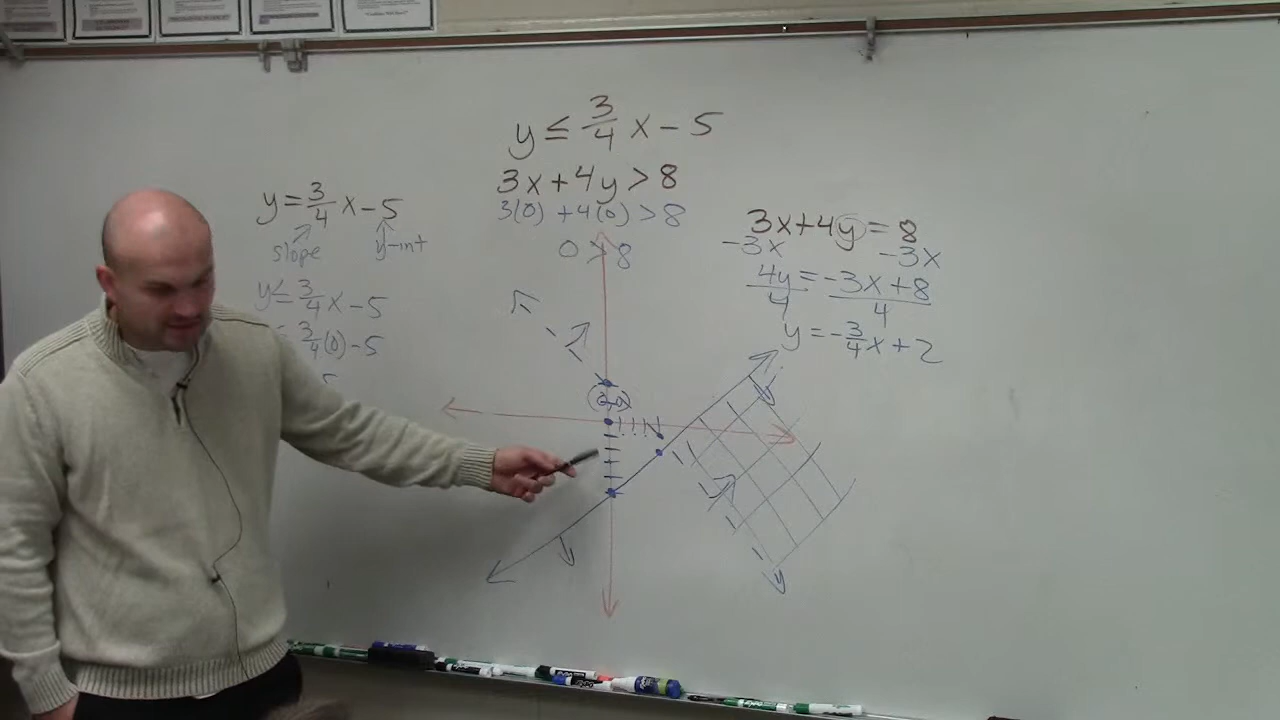 y ≤ 3/4 x - 5
3x + 4y > 8
3(0) + 4(0) > 8
0 > 8
y = 3/4 x - 5
slope y-int
y ≤ 3/4 x - 5
3/4 (0) - 5
5
3x + 4y = 8
-3x -3x
4y = -3x + 8
4 4
y = -3/4 x + 2